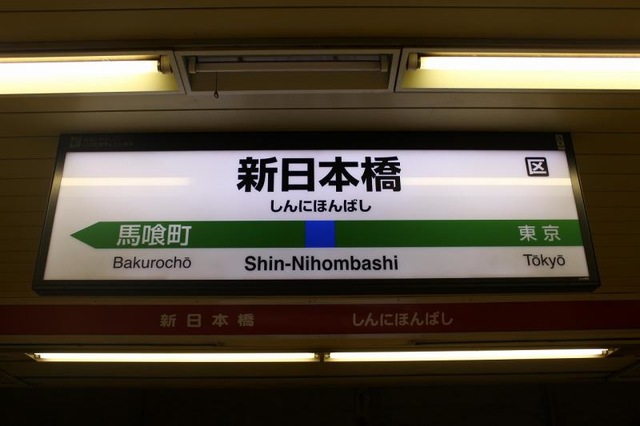 新日本橋
区
しんにほんばし
馬喰町
東京
Bakurochō
Shin-Nihombashi
Tōkyō
新日本橋 しんにほんばし